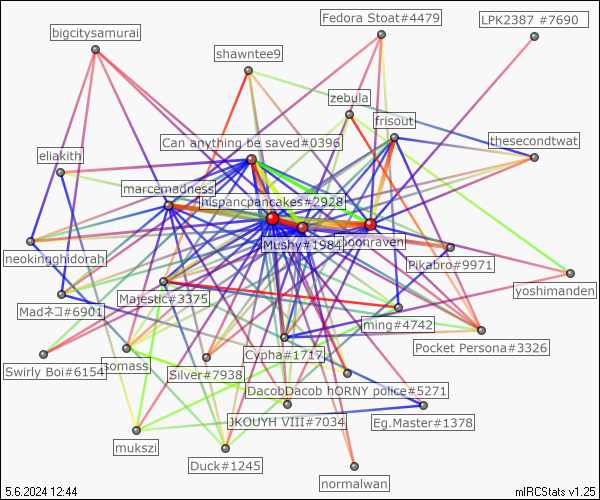 Fedora Stoat#4479
LPK2387 #7690
bigcitysamurai
shawntee9
zebula
frisout
Can anything be saved#0396
thesecondtwat
eliakith
marcemadness
hispancpancakes#2928
Mushy#1984
moonraven
neokingghidorah
Pikabro#9971
yoshimanden
Majestic#3375
Madネコ#6901
ming#4742
Pocket Persona#3326
Cypha#1717
Swirly Boi#6154
somass
Silver#7938
DacobDacob hORNY police#5271
JKOUYH VIII#7034
Eg.Master#1378
mukszi
Duck#1245
normalwan
5.6.2024 12:44
mIRCStats v1.25